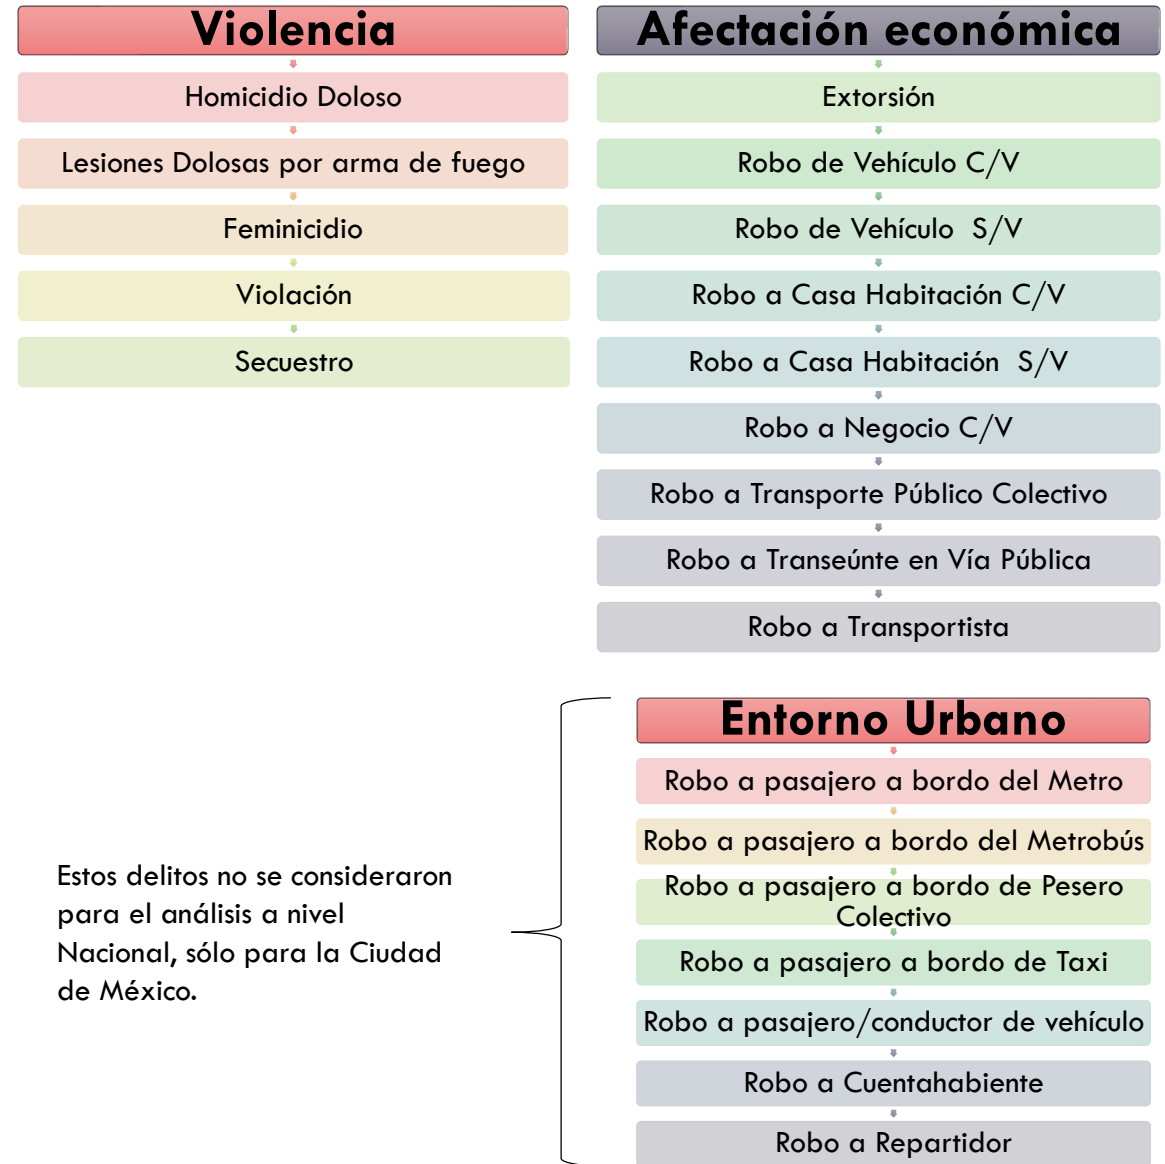 Violencia
Homicidio Doloso
Lesiones Dolosas por arma de fuego
Feminicidio
Violación
Secuestro
Afectación económica
Extorsión
Robo de Vehículo C/V
Robo de Vehículo S/V
Robo a Casa Habitación C/V
Robo a Casa Habitación S/V
Robo a Negocio C/V
Robo a Transporte Público Colectivo
Robo a Transeúnte en Vía Pública
Robo a Transportista
Estos delitos no se consideraron
para el análisis a nivel
Nacional, sólo para la Ciudad
de México.
Entorno Urbano
Robo a pasajero a bordo del Metro
Robo a pasajero a bordo del Metrobús
Robo a pasajero a bordo de Pesero
Colectivo
Robo a pasajero a bordo de Taxi
Robo a pasajero/conductor de vehículo
Robo a Cuentahabiente
Robo a Repartidor